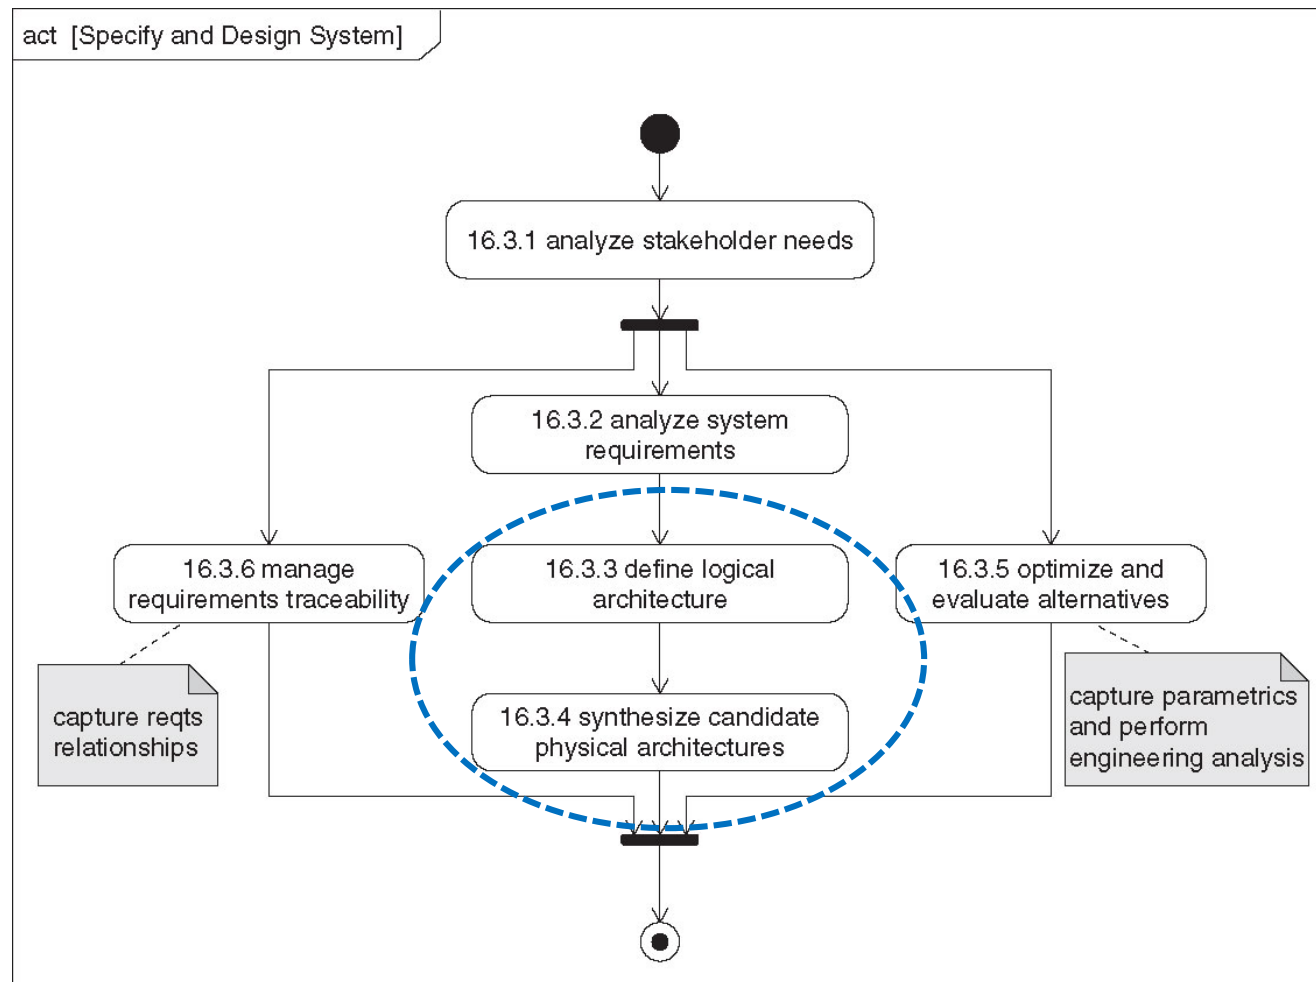 act [Specify and Design System]
16.3.1 analyze stakeholder needs
16.3.2 analyze system
requirements
16.3.6 manage
requirements traceability
16.3.3 define logical
architecture
16.3.5 optimize and
evaluate alternatives
capture reqts
relationships
16.3.4 synthesize candidate
physical architectures
capture parametrics
and perform
engineering analysis